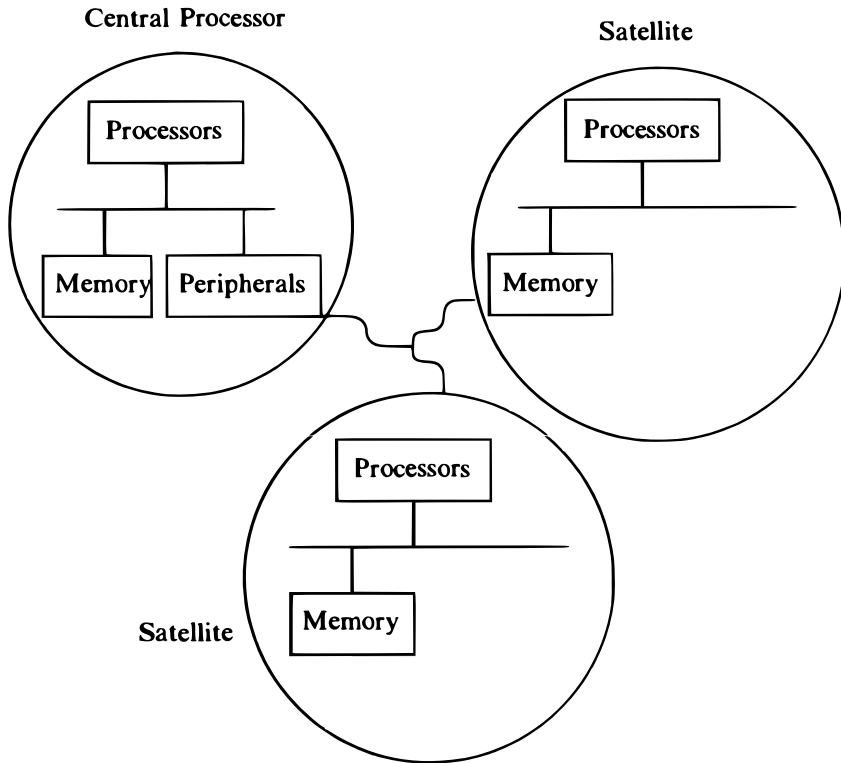 Central Processor
Satellite
Processors
Processors
Memory
Peripherals
Memory
Processors
Memory
Satellite